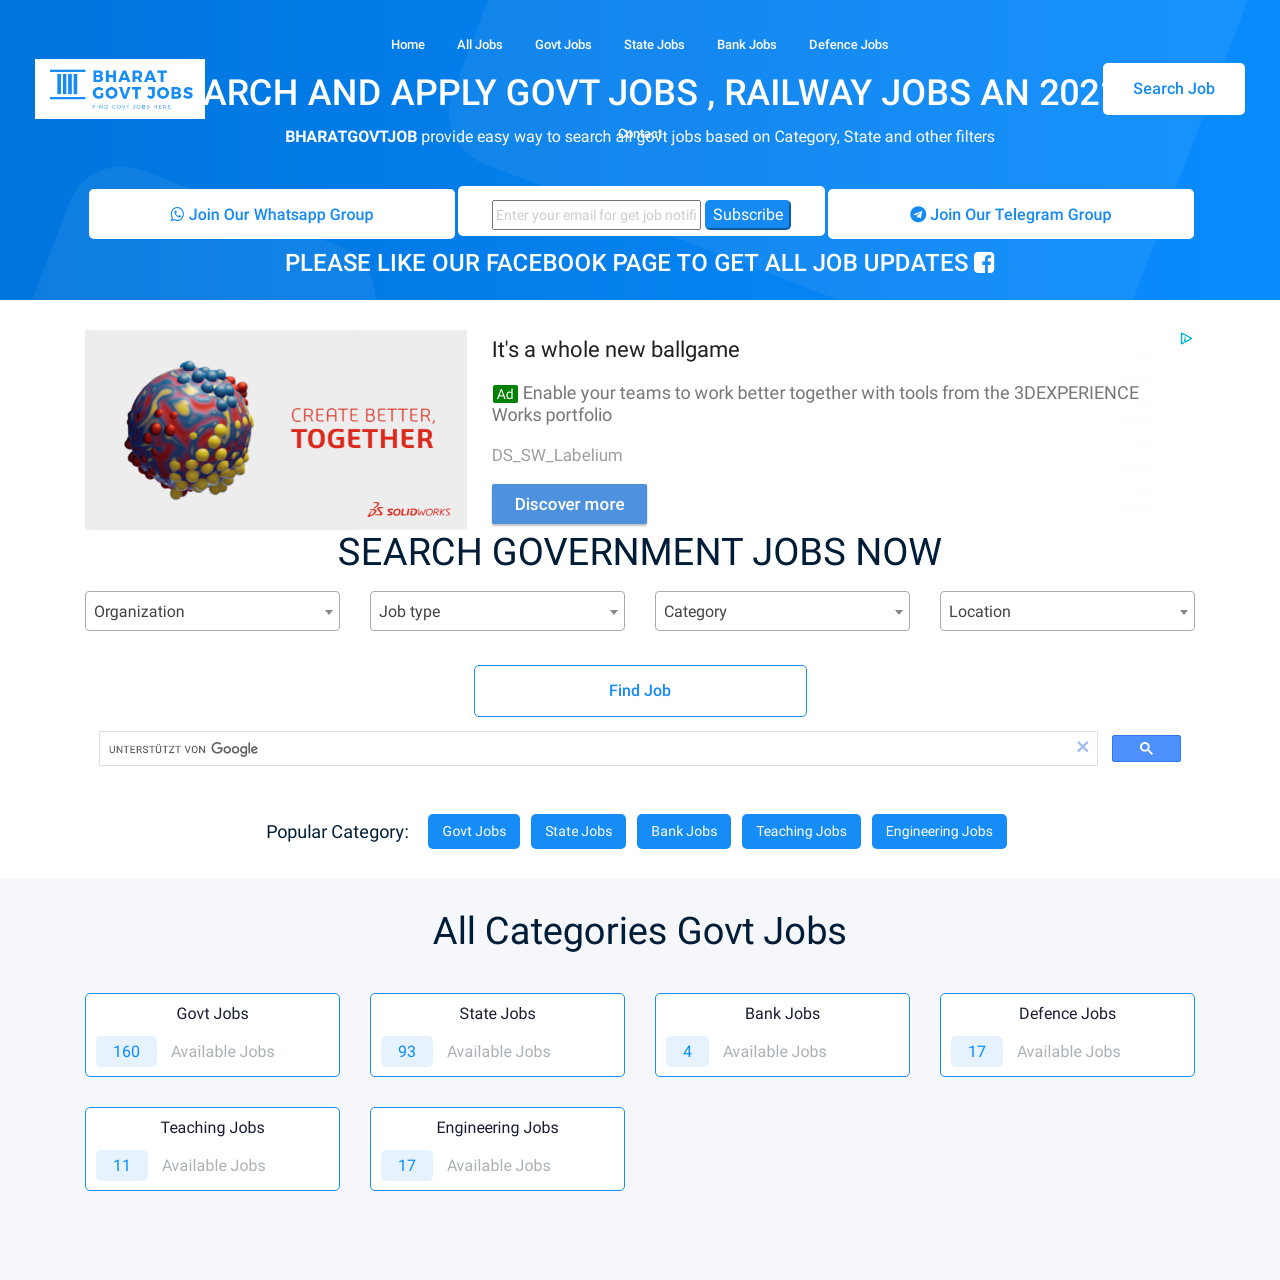 Home All Jobs Govt Jobs State Jobs Bank Jobs Defence Jobs
BHARAT
GOVT JOBS
FIND GOVT JOBS HERE
ARCH AND APPLY GOVT JOBS , RAILWAY JOBS AN 202
Search Job
Contact
BHARATGOVTJOB provide easy way to search all govt jobs based on Category, State and other filters
Join Our Whatsapp Group
Enter your email for get job notifi
Subscribe
Join Our Telegram Group
PLEASE LIKE OUR FACEBOOK PAGE TO GET ALL JOB UPDATES
CREATE BETTER,
TOGETHER
SOLIDWORKS
It's a whole new ballgame
Ad Enable your teams to work better together with tools from the 3DEXPERIENCE
Works portfolio
DS_SW_Labelium
Discover more
SEARCH GOVERNMENT JOBS NOW
Organization Job type Category Location
Find Job
UNTERSTÜTZT VON Google
Popular Category: Govt Jobs State Jobs Bank Jobs Teaching Jobs Engineering Jobs
All Categories Govt Jobs
Govt Jobs
160 Available Jobs
State Jobs
93 Available Jobs
Bank Jobs
4 Available Jobs
Defence Jobs
17 Available Jobs
Teaching Jobs
11 Available Jobs
Engineering Jobs
17 Available Jobs